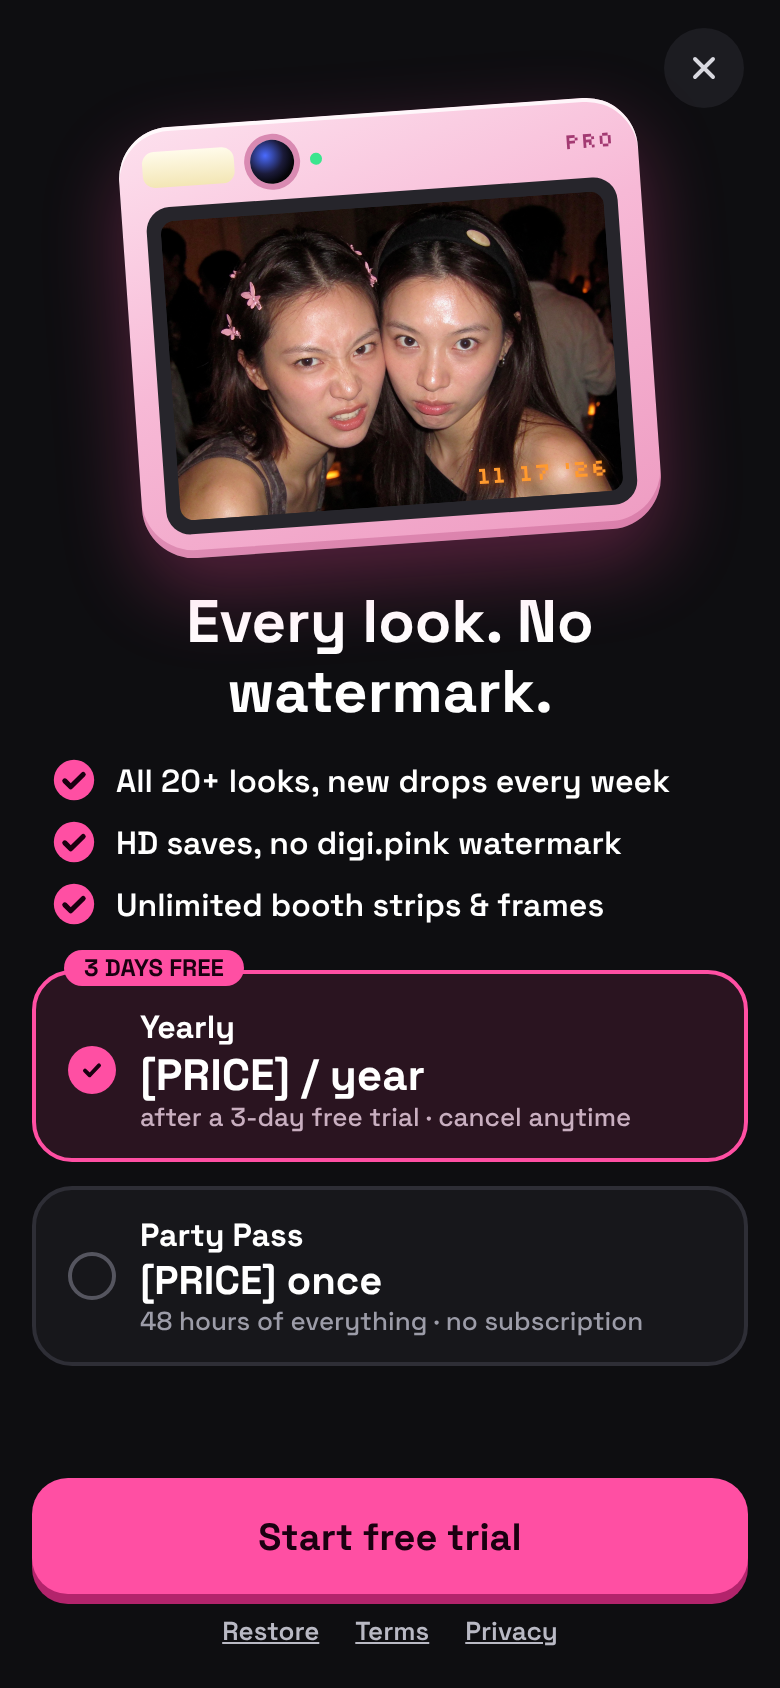 PRO
11 17 '26
Every look. No
watermark.
All 20+ looks, new drops every week
HD saves, no digi.pink watermark
Unlimited booth strips & frames
3 DAYS FREE
Yearly
[PRICE] / year
after a 3-day free trial · cancel anytime
Party Pass
[PRICE] once
48 hours of everything · no subscription
Start free trial
Restore Terms Privacy